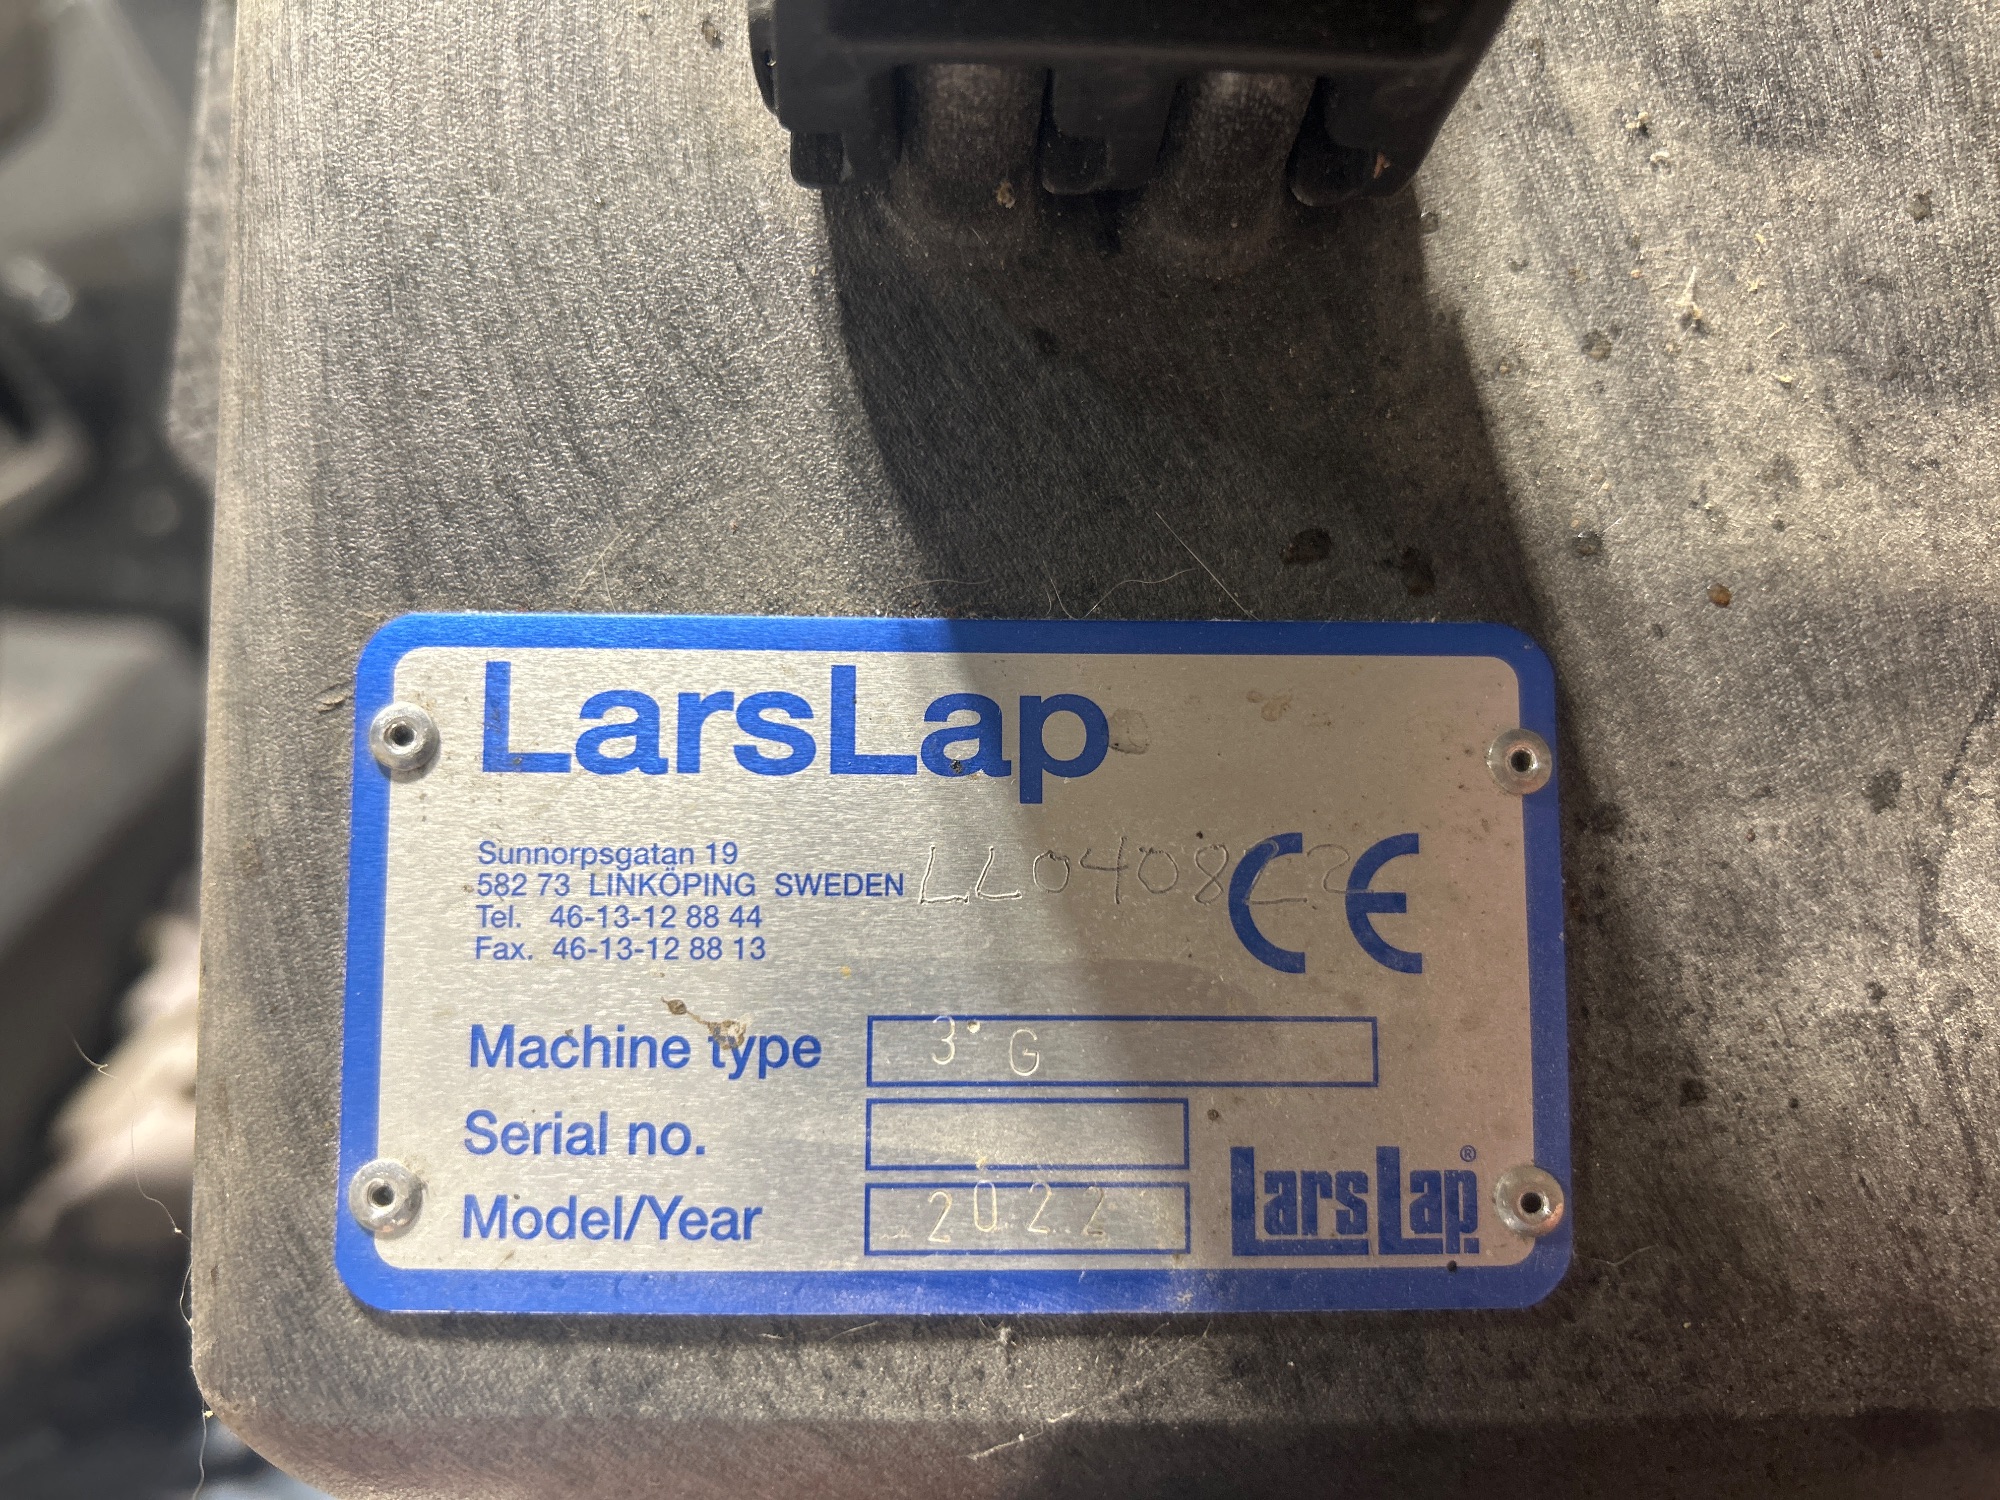 LarsLap
Sunnorpsgatan 19
582 73 LINKÖPING SWEDEN LL040822
Tel. 46-13-12 88 44
Fax. 46-13-12 88 13
CE
Machine type 3° G
Serial no.
Model/Year 2022
LarsLap®